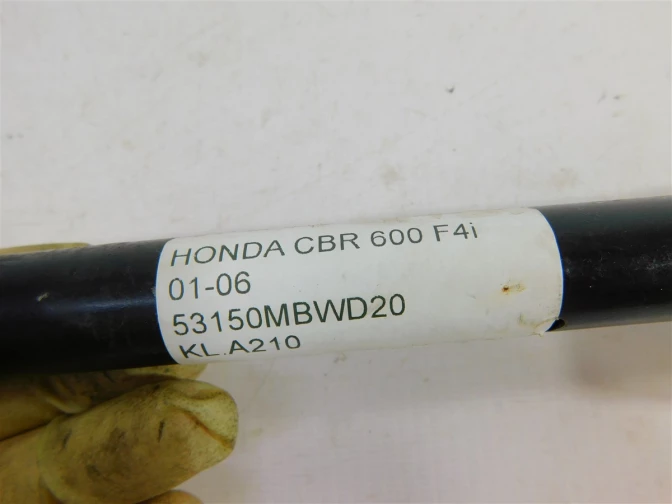 HONDA CBR 600 F4i
01-06
53150MBWD20
KL.A210